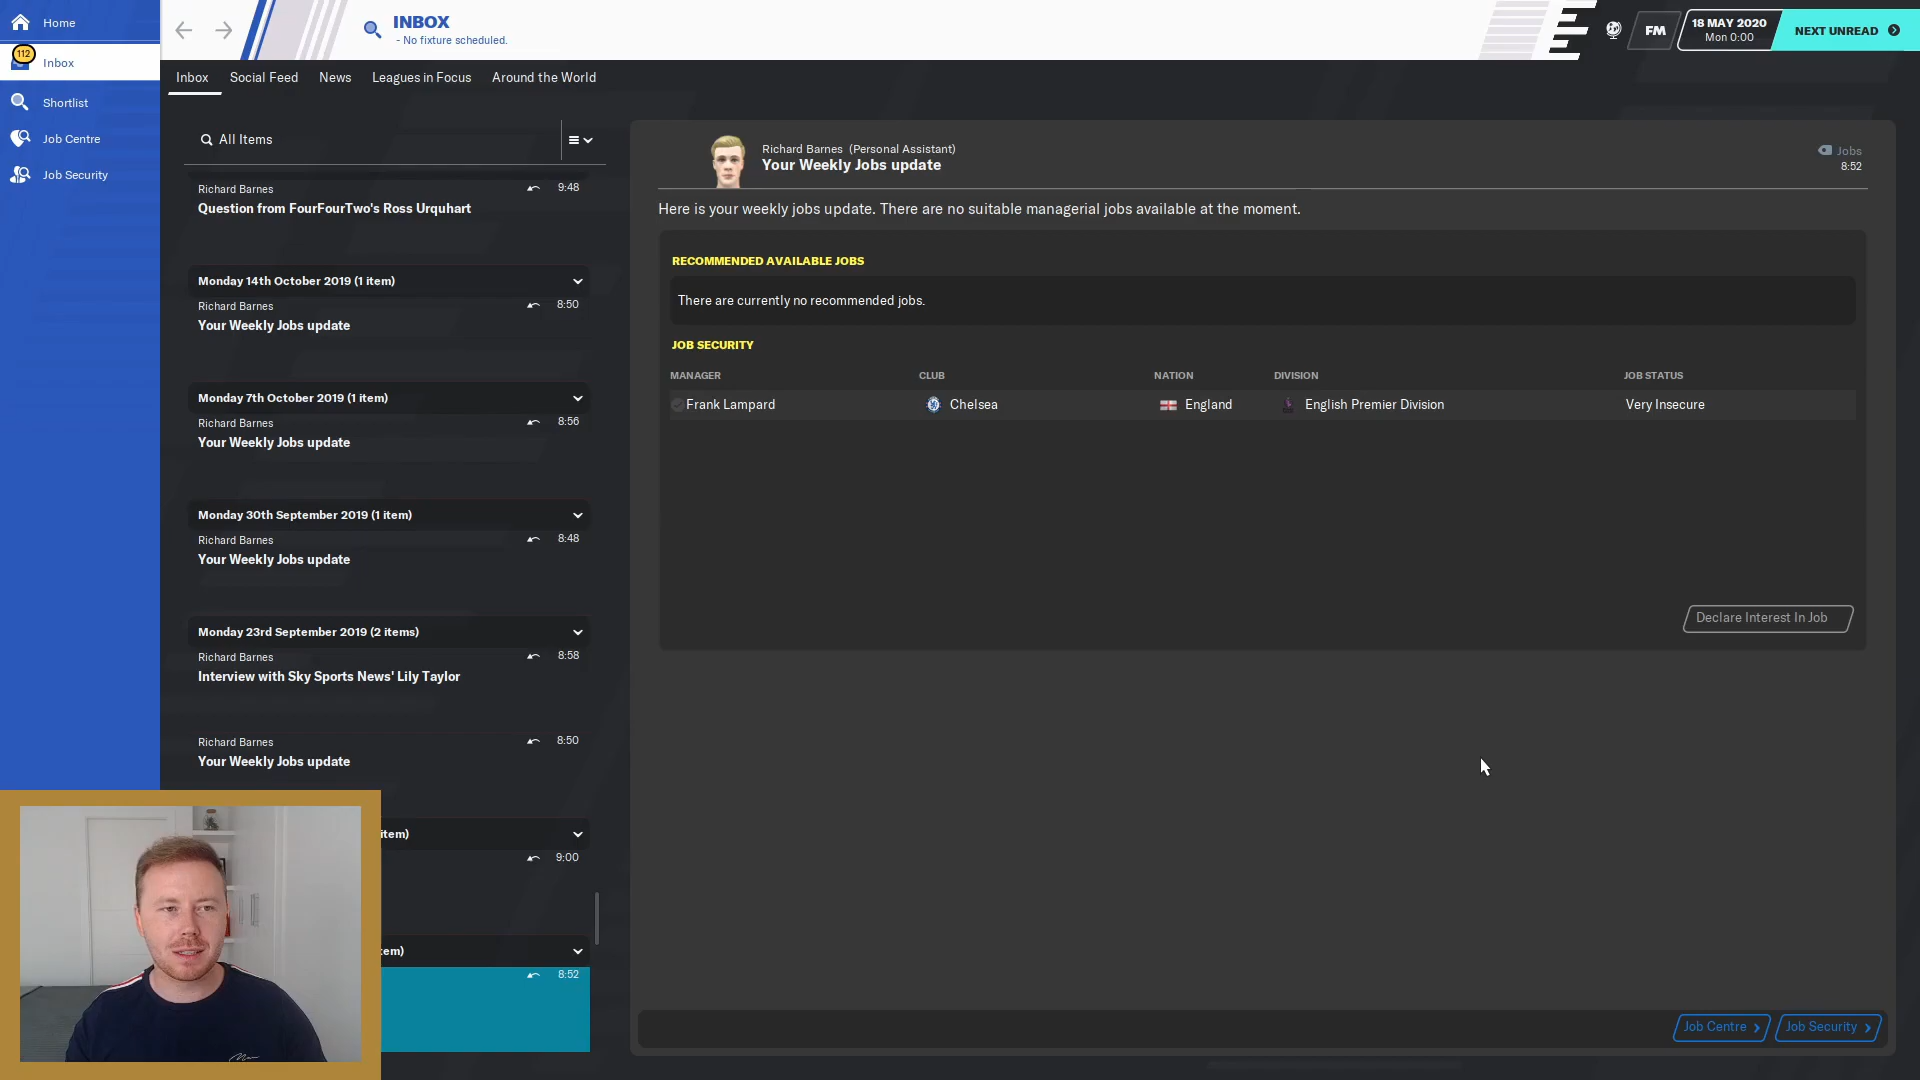 Home
112
Inbox
Shortlist
Job Centre
Job Security
INBOX
- No fixture scheduled.
FM
18 MAY 2020
Mon 0:00
NEXT UNREAD
Inbox
Social Feed
News
Leagues in Focus
Around the World
All Items
Richard Barnes
9:48
Question from FourFourTwo's Ross Urquhart
Monday 14th October 2019 (1 item)
Richard Barnes
8:50
Your Weekly Jobs update
Monday 7th October 2019 (1 item)
Richard Barnes
8:56
Your Weekly Jobs update
Monday 30th September 2019 (1 item)
Richard Barnes
8:48
Your Weekly Jobs update
Monday 23rd September 2019 (2 items)
Richard Barnes
8:58
Interview with Sky Sports News' Lily Taylor
Richard Barnes
8:50
Your Weekly Jobs update
item)
9:00
tem)
8:52
Richard Barnes (Personal Assistant)
Your Weekly Jobs update
Jobs
8:52
Here is your weekly jobs update. There are no suitable managerial jobs available at the moment.
RECOMMENDED AVAILABLE JOBS
There are currently no recommended jobs.
JOB SECURITY
MANAGER CLUB NATION DIVISION JOB STATUS
Frank Lampard Chelsea England English Premier Division Very Insecure
Declare Interest In Job
Job Centre
Job Security